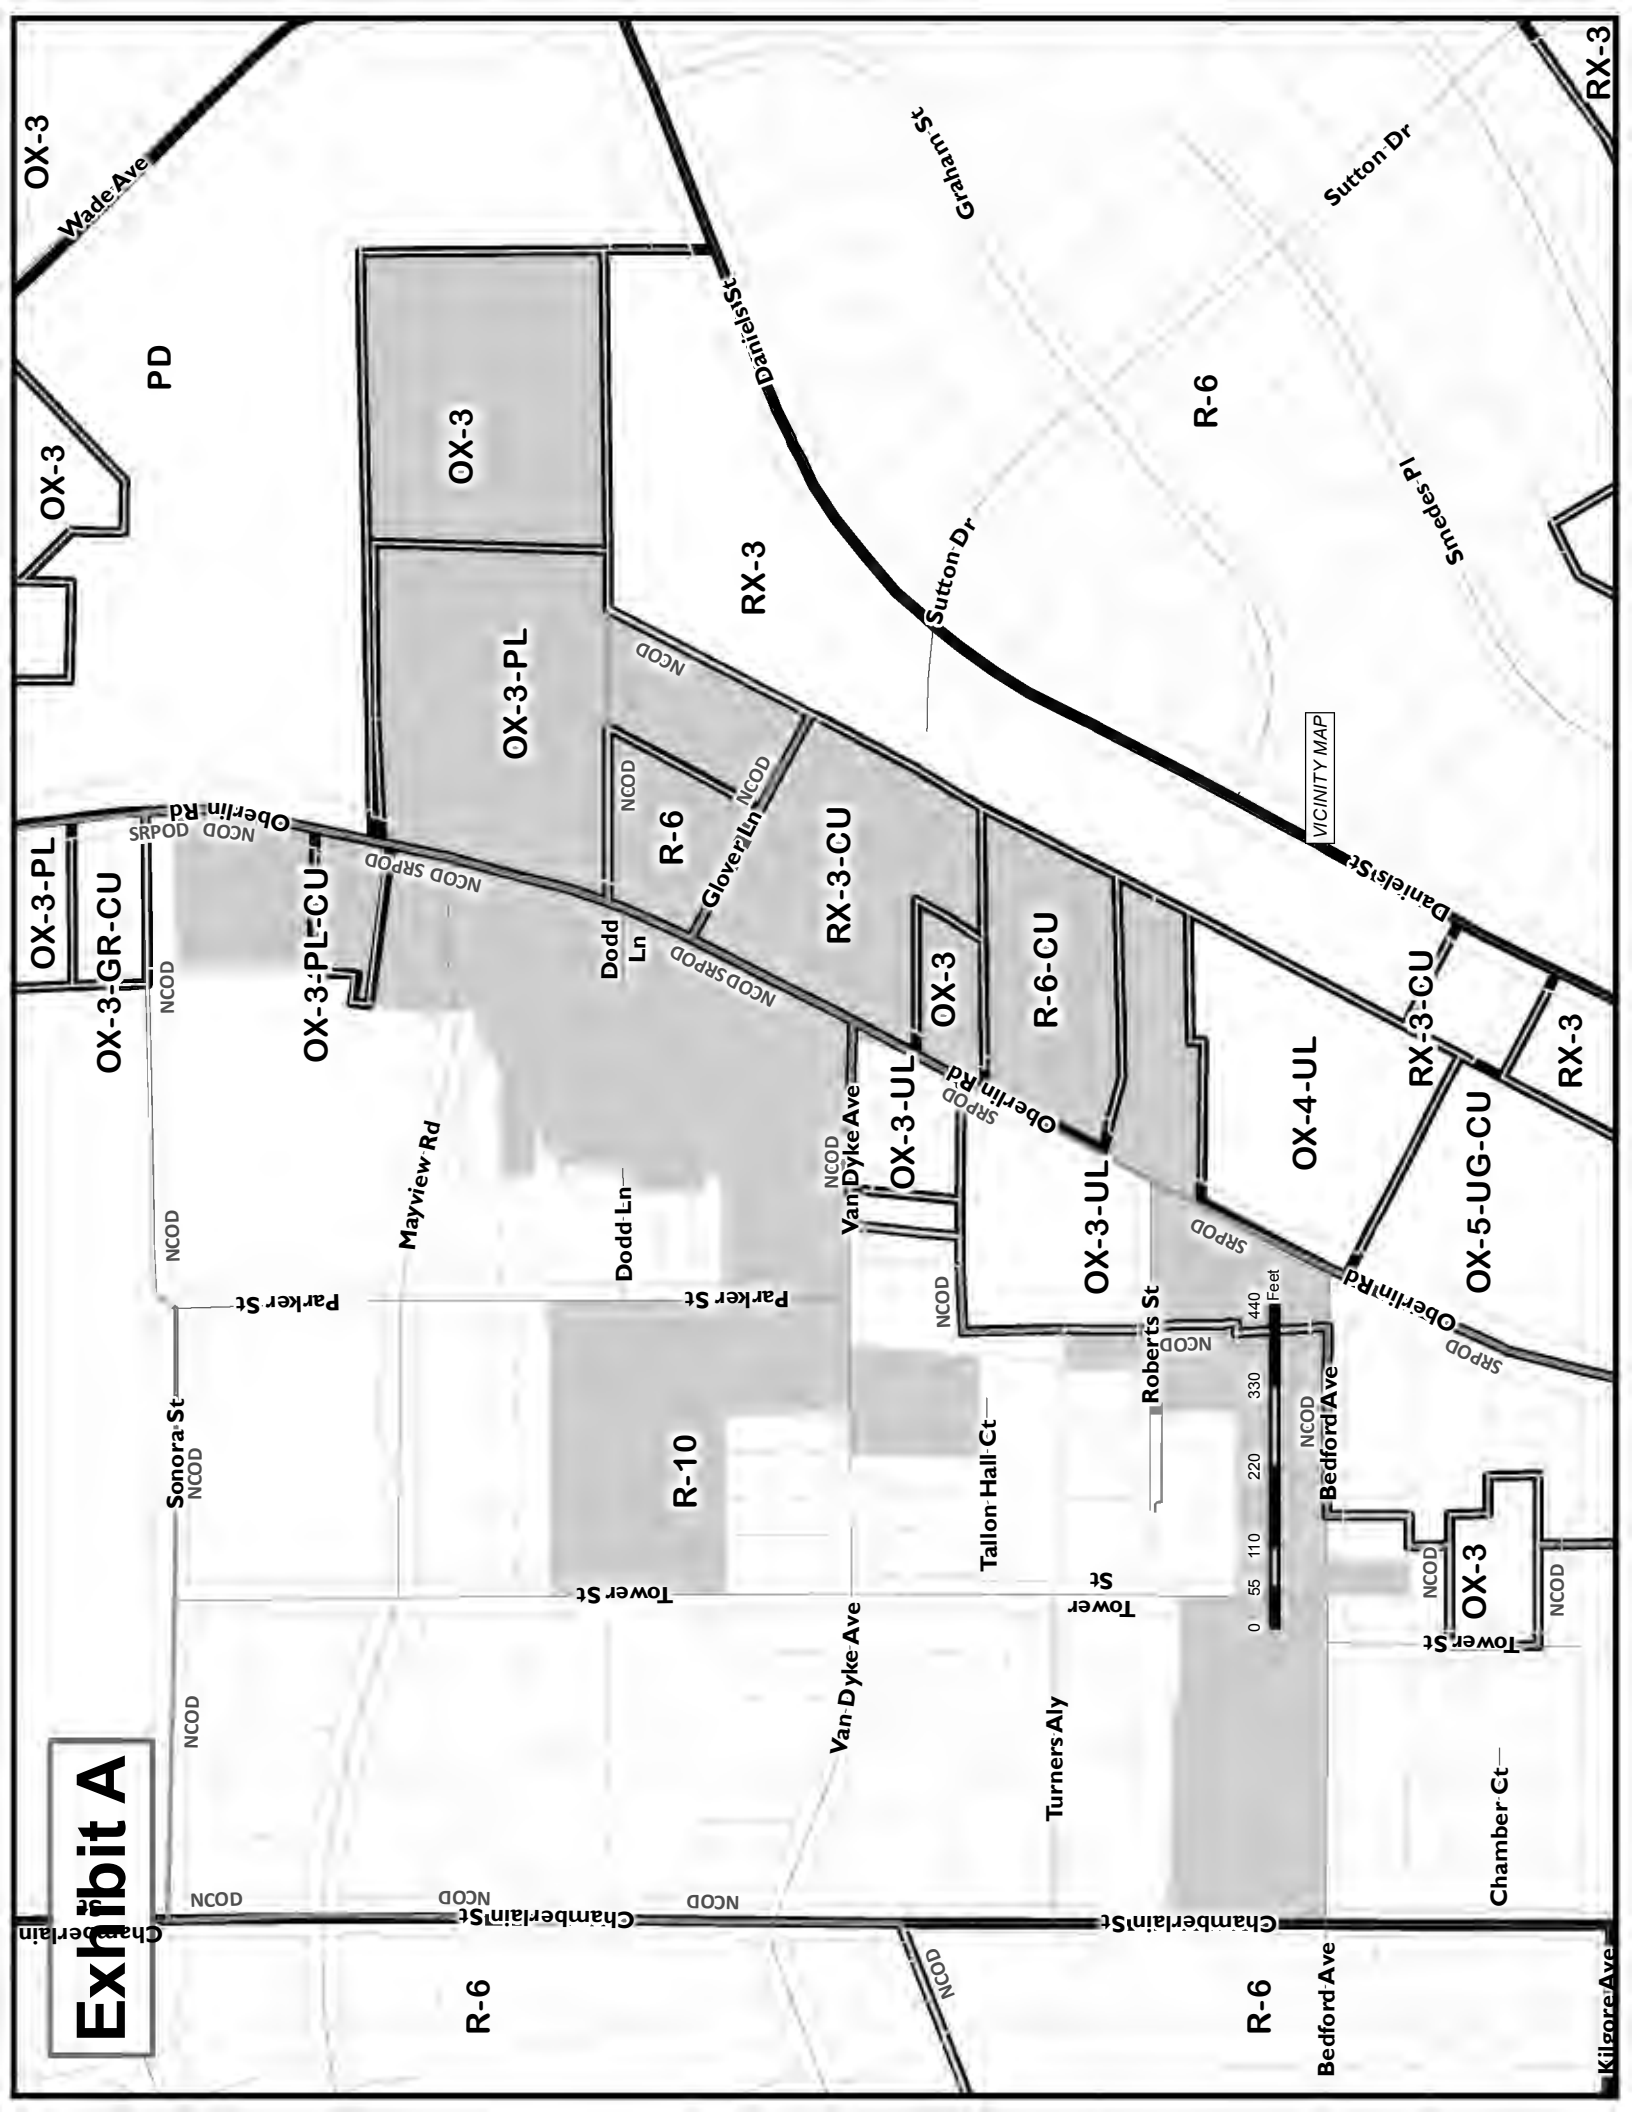 Exhibit A
OX-3
Wade Ave
PD
OX-3
OX-3-PL
OX-3-GR-CU
SRPOD
NCOD
Oberlin Rd
NCOD
OX-3-PL-CU
SRPOD
NCOD
OX-3
OX-3-PL
Daniels St
Daniels St
Graham St
Sutton Dr
R-6
Smedes Pl
RX-3
RX-3
Sutton Dr
NCOD
NCOD
NCOD
R-6
Glover Ln
Dodd
Ln
SRPOD
NCOD
RX-3-CU
OX-3
R-6-CU
VICINITY MAP
Daniels St
NCOD
Mayview Rd
Dodd Ln
NCOD
Van Dyke Ave
OX-3-UL
Oberlin Rd
SRPOD
OX-3-UL
SRPOD
OX-4-UL
RX-3-CU
RX-3
OX-5-UG-CU
Oberlin Rd
SRPOD
Parker St
Parker St
NCOD
Roberts St
NCOD
0 55 110 220 330 440
Feet
Sonora St
NCOD
R-10
Tallon Hall Ct
NCOD
Bedford Ave
Tower St
Tower
St
NCOD
OX-3
NCOD
Tower St
NCOD
Van Dyke Ave
Turners Aly
Chamber Ct
Chamberlain
St
NCOD
NCOD
Chamberlain St
NCOD
Chamberlain St
NCOD
R-6
R-6
Bedford Ave
Kilgore Ave